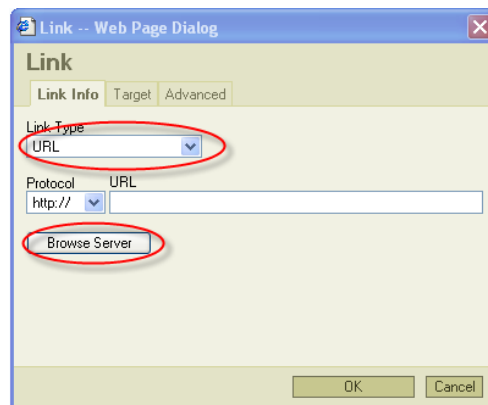 Link -- Web Page Dialog
Link
Link Info Target Advanced
Link Type
URL
Protocol URL
http://
Browse Server
OK Cancel